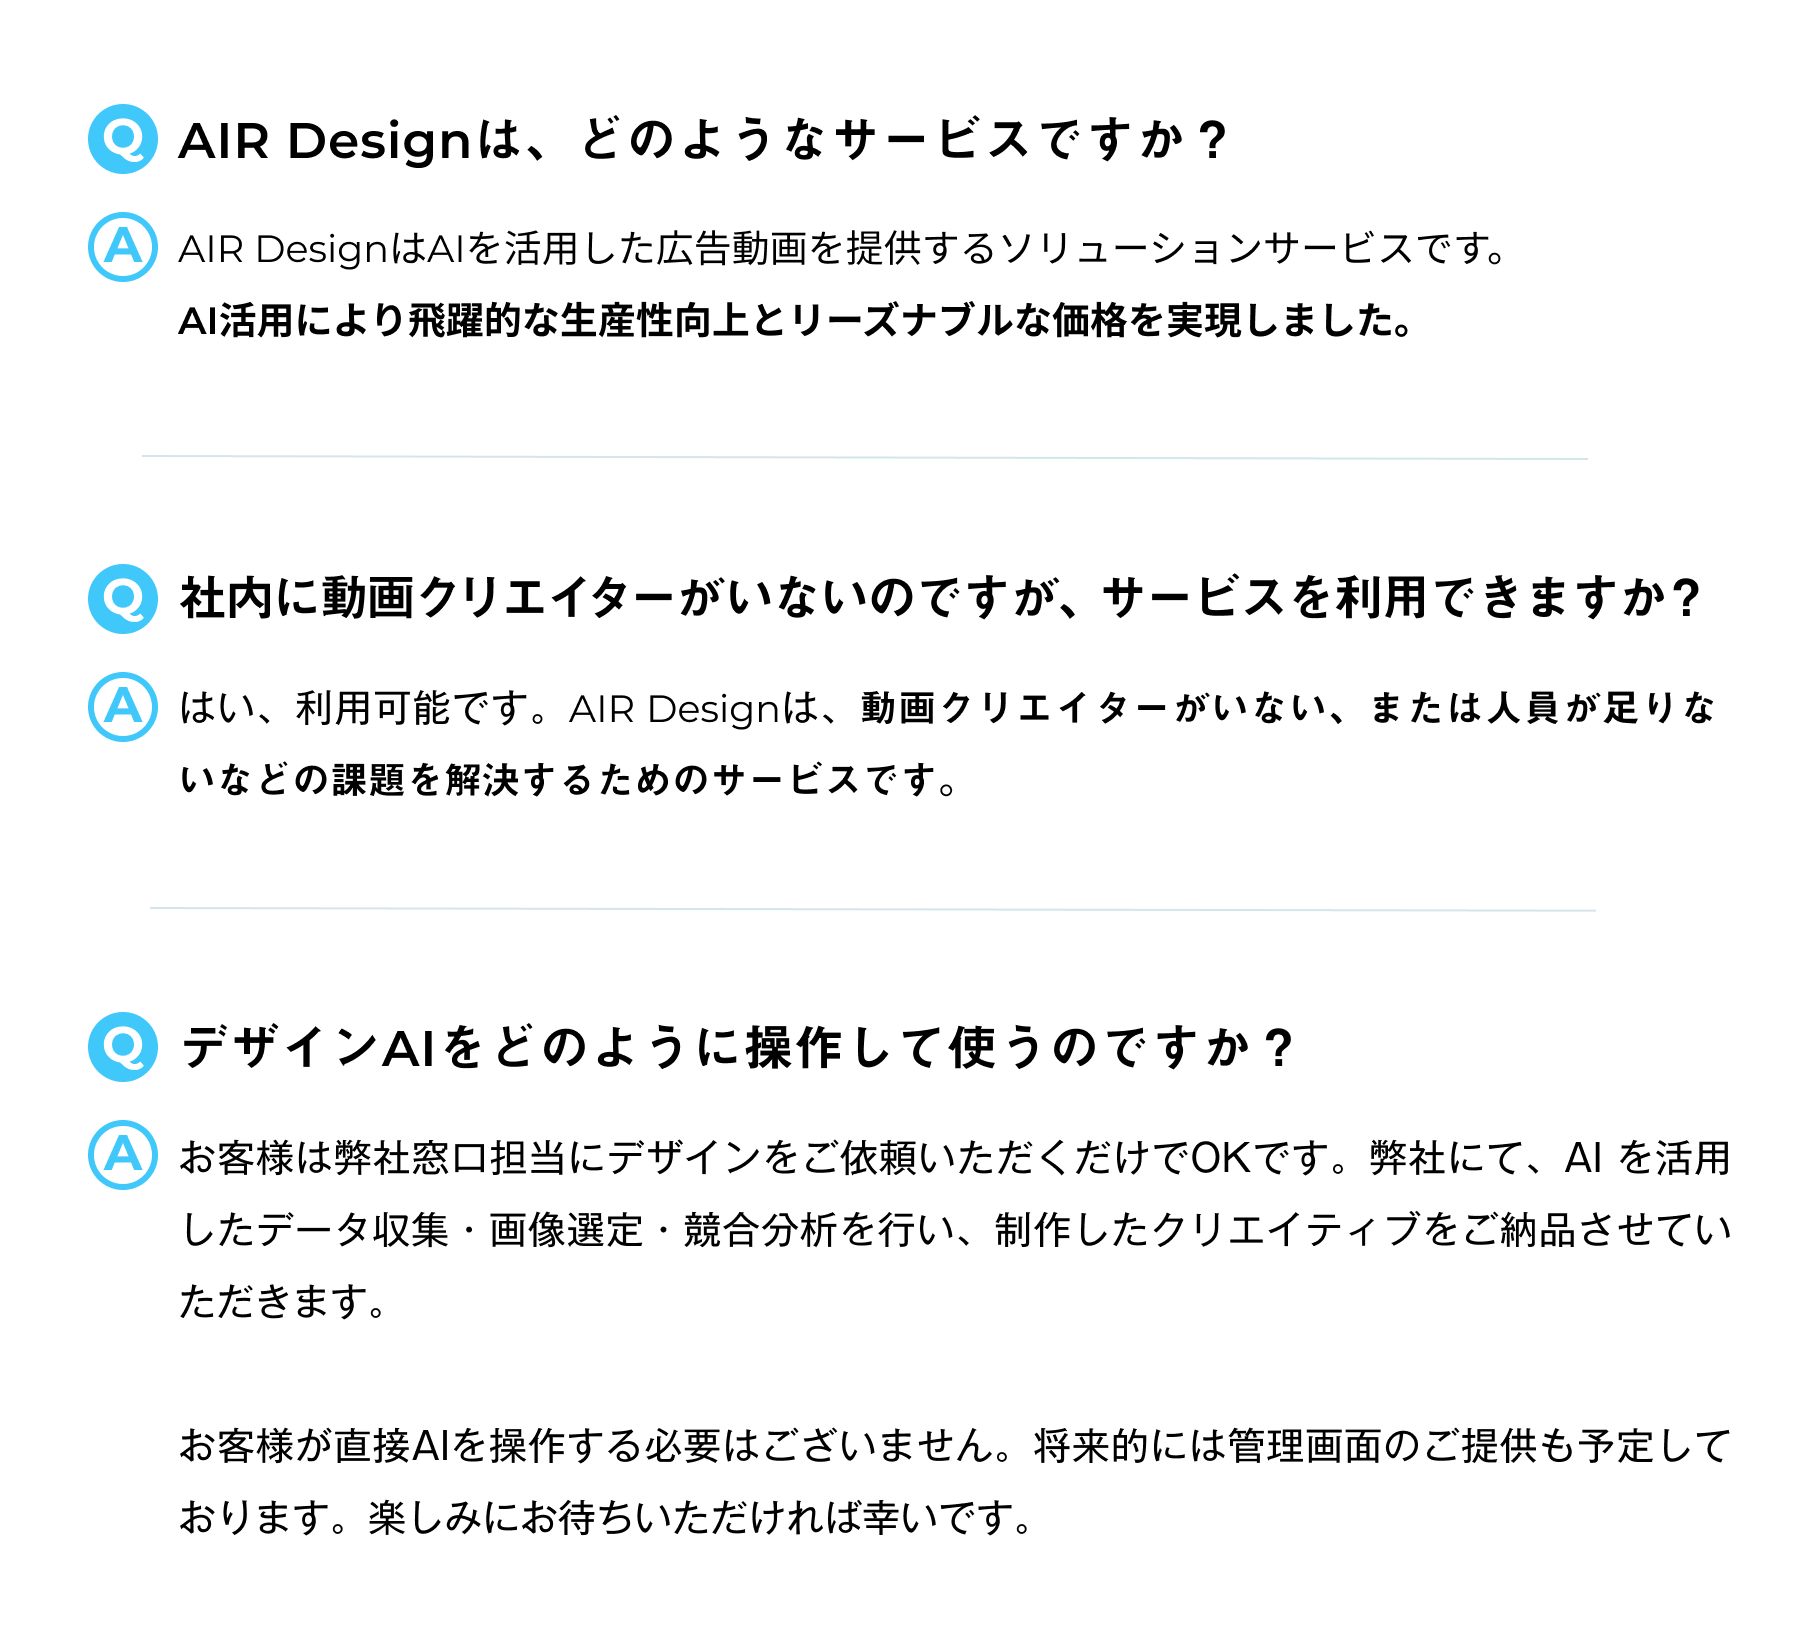 Q AIR Designは、どのようなサービスですか？
A AIR DesignはAIを活用した広告動画を提供するソリューションサービスです。
AI活用により飛躍的な生産性向上とリーズナブルな価格を実現しました。
Q 社内に動画クリエイターがいないのですが、サービスを利用できますか？
A はい、利用可能です。AIR Designは、動画クリエイターがいない、または人員が足りな
いなどの課題を解決するためのサービスです。
Q デザインAIをどのように操作して使うのですか？
A お客様は弊社窓口担当にデザインをご依頼いただくだけでOKです。弊社にて、AI を活用
したデータ収集・画像選定・競合分析を行い、制作したクリエイティブをご納品させてい
ただきます。
お客様が直接AIを操作する必要はございません。将来的には管理画面のご提供も予定して
おります。楽しみにお待ちいただければ幸いです。